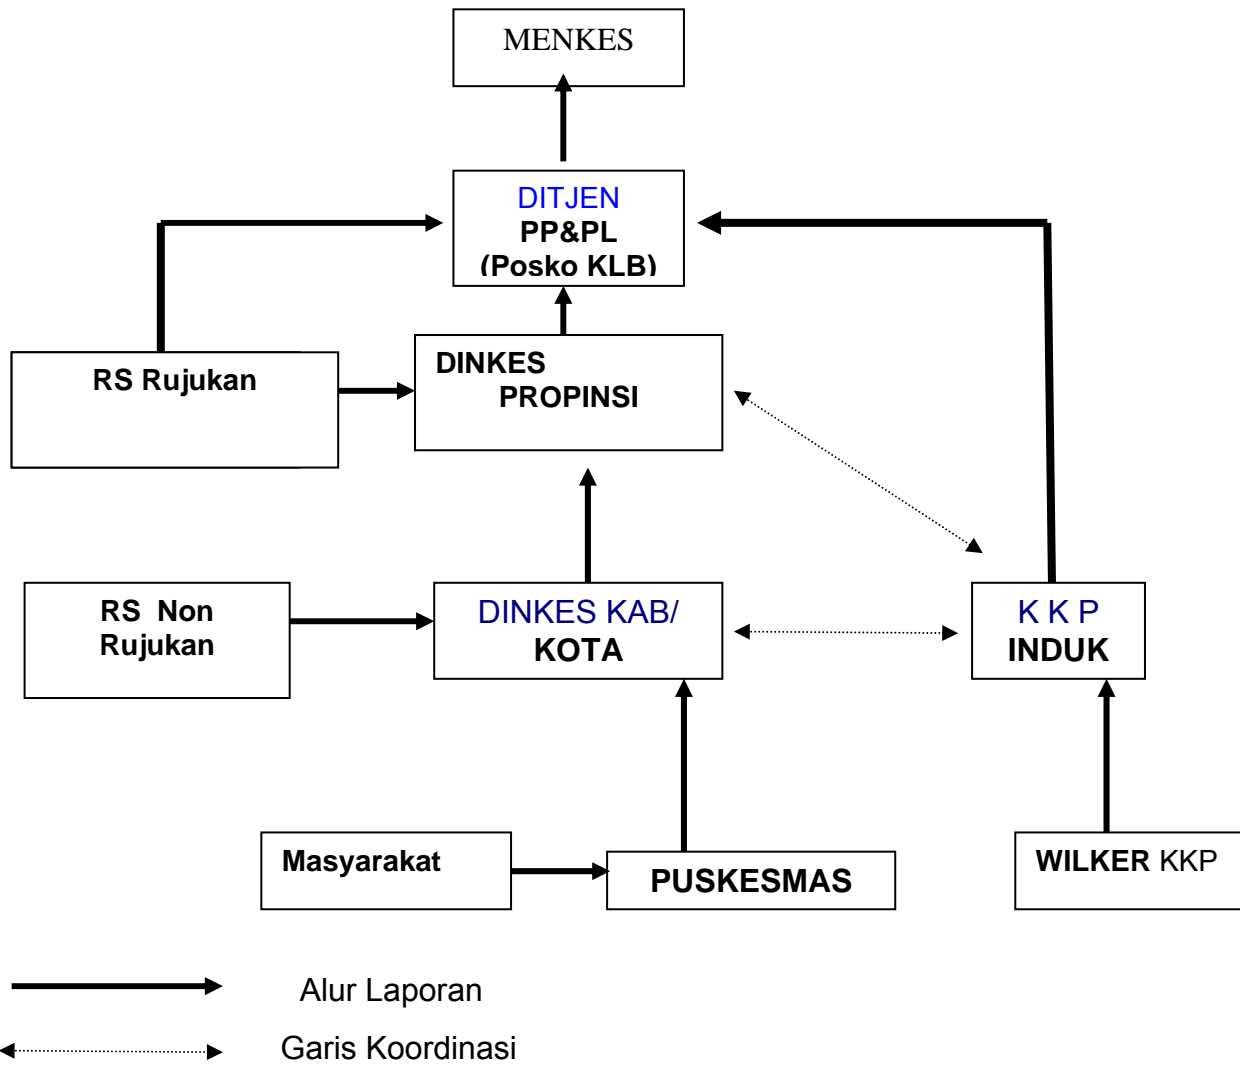 MENKES
DITJEN
PP&PL
(Posko KLB)
RS Rujukan
DINKES
PROPINSI
RS  Non
Rujukan
DINKES KAB/
KOTA
K K P
INDUK
Masyarakat
PUSKESMAS
WILKER KKP
Alur Laporan
Garis Koordinasi